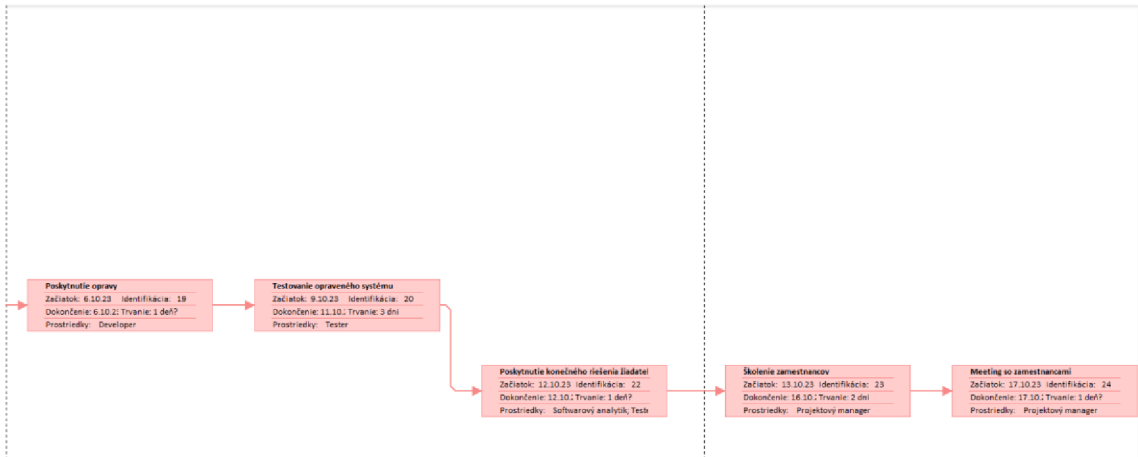 Poskytnutie opravy
Začiatok: 6.10.23 Identifikácia: 19
Dokončenie: 6.10.2: Trvanie: 1 deň?
Prostriedky: Developer
Testovanie opraveného systému
Začiatok: 9.10.23 Identifikácia: 20
Dokončenie: 11.10.: Trvanie: 3 dni
Prostriedky: Tester
Poskytnutie konečného riešenia žiadateľ
Začiatok: 12.10.23 Identifikácia: 22
Dokončenie: 12.10.: Trvanie: 1 deň?
Prostriedky: Softwarový analytik; Teste
Školenie zamestnancov
Začiatok: 13.10.23 Identifikácia: 23
Dokončenie: 16.10.: Trvanie: 2 dni
Prostriedky: Projektový manager
Meeting so zamestnancami
Začiatok: 17.10.23 Identifikácia: 24
Dokončenie: 17.10.: Trvanie: 1 deň?
Prostriedky: Projektový manager